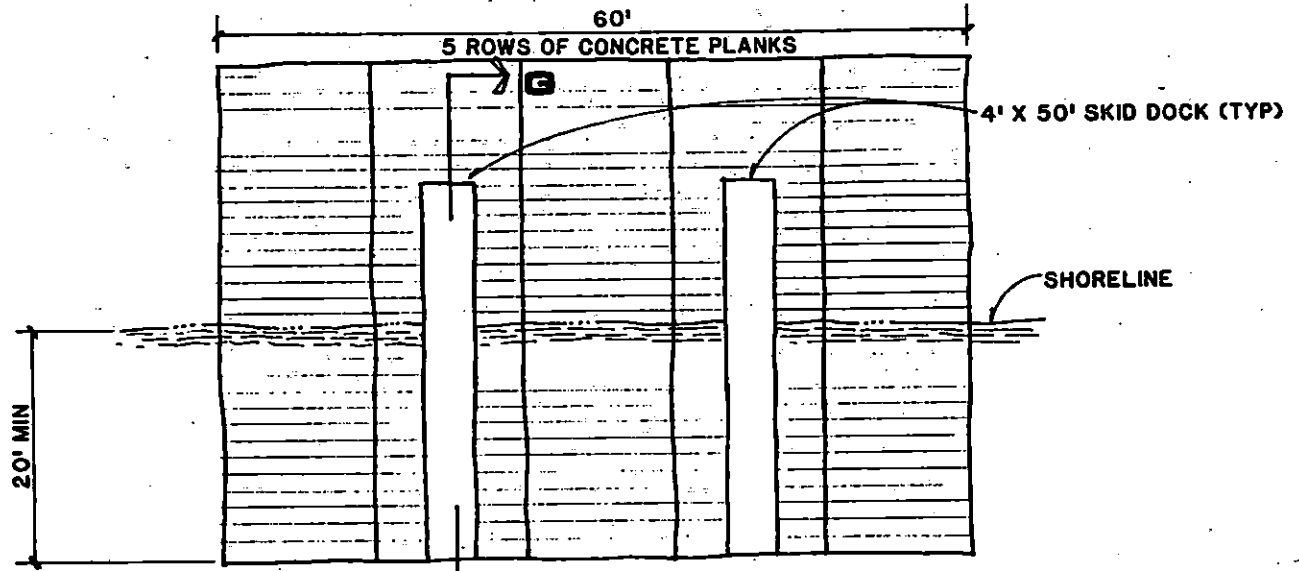 60'
5 ROWS OF CONCRETE PLANKS
G
4' X 50' SKID DOCK (TYP)
SHORELINE
20' MIN